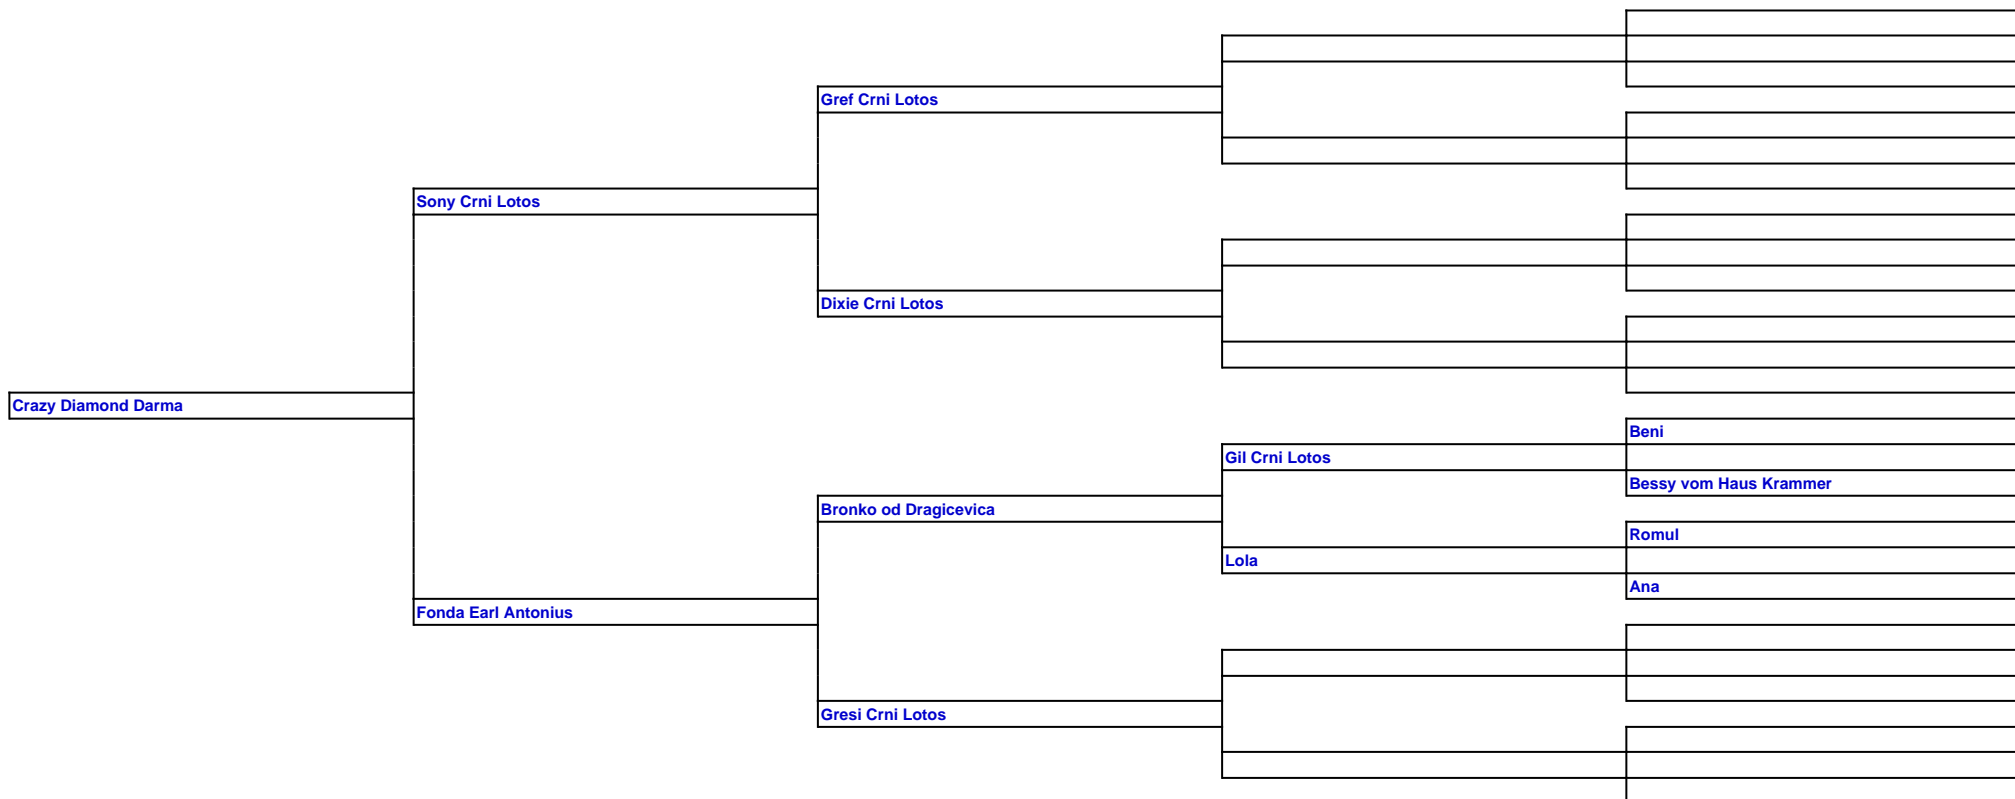 Gref Crni Lotos
Sony Crni Lotos
Dixie Crni Lotos
Crazy Diamond Darma
Beni
Gil Crni Lotos
Bessy vom Haus Krammer
Bronko od Dragicevica
Romul
Lola
Ana
Fonda Earl Antonius
Gresi Crni Lotos